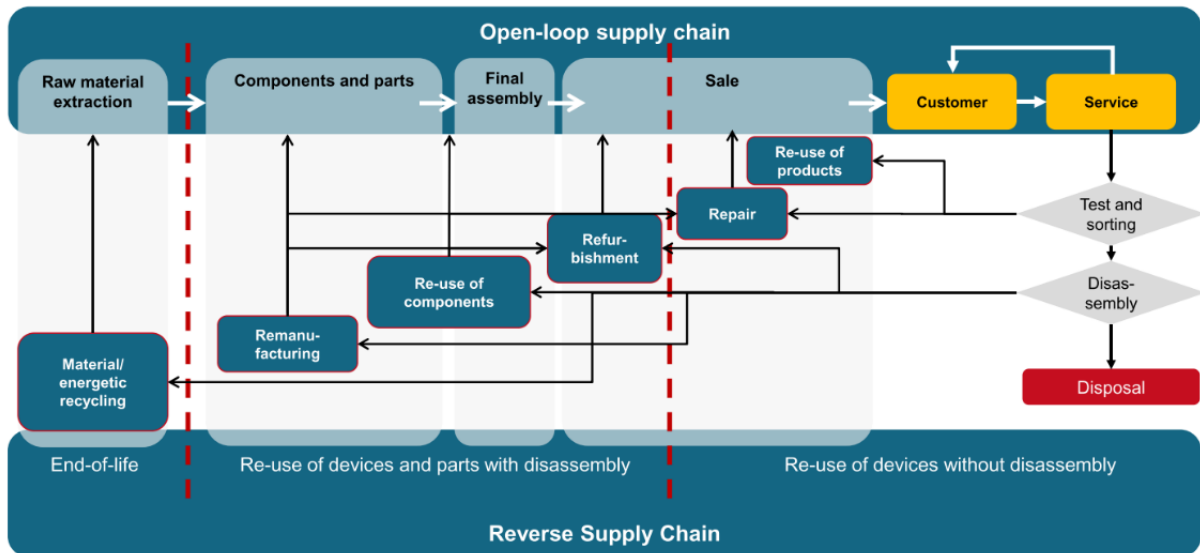 Open-loop supply chain
Raw material
extraction
Components and parts
Final
assembly
Sale
Customer
Service
Re-use of
products
Test and
sorting
Repair
Refur-
bishment
Re-use of
components
Disas-
sembly
Remanu-
facturing
Material/
energetic
recycling
Disposal
End-of-life
Re-use of devices and parts with disassembly
Re-use of devices without disassembly
Reverse Supply Chain